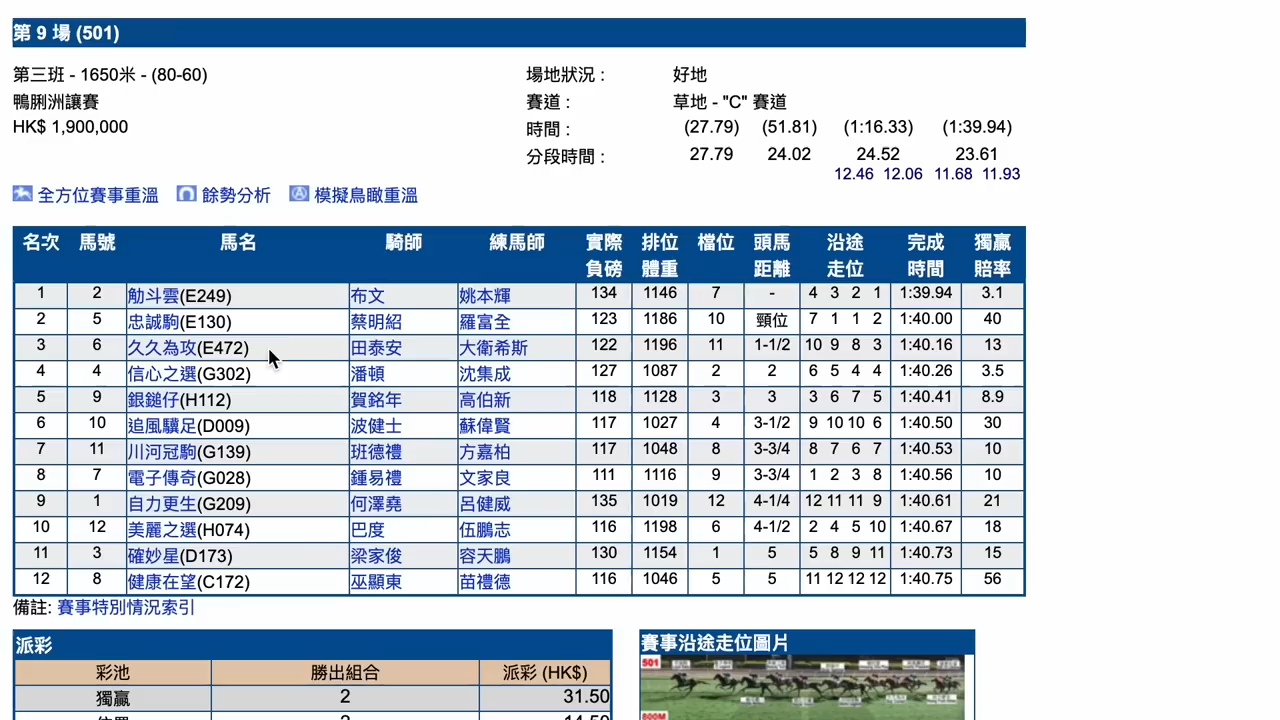 第 9 場 (501)
第三班 - 1650米 - (80-60) 場地狀況 : 好地
鴨脷洲讓賽 賽道 : 草地 - "C" 賽道
HK$ 1,900,000 時間 : (27.79) (51.81) (1:16.33) (1:39.94)
分段時間 : 27.79 24.02 24.52 23.61
12.46 12.06 11.68 11.93
全方位賽事重溫 餘勢分析 模擬鳥瞰重溫
名次 馬號 馬名 騎師 練馬師 實際負磅 排位體重 檔位 頭馬距離 沿途走位 完成時間 獨贏賠率
1 2 觔斗雲(E249) 布文 姚本輝 134 1146 7 - 4 3 2 1 1:39.94 3.1
2 5 忠誠駒(E130) 蔡明紹 羅富全 123 1186 10 頸位 7 1 1 2 1:40.00 40
3 6 久久為攻(E472) 田泰安 大衛希斯 122 1196 11 1-1/2 10 9 8 3 1:40.16 13
4 4 信心之選(G302) 潘頓 沈集成 127 1087 2 2 6 5 4 4 1:40.26 3.5
5 9 銀鎚仔(H112) 賀銘年 高伯新 118 1128 3 3 3 6 7 5 1:40.41 8.9
6 10 追風驥足(D009) 波健士 蘇偉賢 117 1027 4 3-1/2 9 10 10 6 1:40.50 30
7 11 川河冠駒(G139) 班德禮 方嘉柏 117 1048 8 3-3/4 8 7 6 7 1:40.53 10
8 7 電子傳奇(G028) 鍾易禮 文家良 111 1116 9 3-3/4 1 2 3 8 1:40.56 10
9 1 自力更生(G209) 何澤堯 呂健威 135 1019 12 4-1/4 12 11 11 9 1:40.61 21
10 12 美麗之選(H074) 巴度 伍鵬志 116 1198 6 4-1/2 2 4 5 10 1:40.67 18
11 3 確妙星(D173) 梁家俊 容天鵬 130 1154 1 5 5 8 9 11 1:40.73 15
12 8 健康在望(C172) 巫顯東 苗禮德 116 1046 5 5 11 12 12 12 1:40.75 56
備註: 賽事特別情況索引
派彩 賽事沿途走位圖片
彩池 勝出組合 派彩 (HK$)
獨贏 2 31.50
501
800M